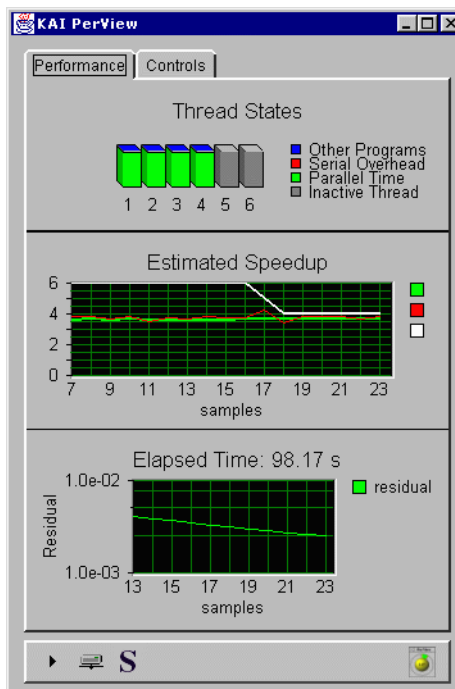 KAI PerView
Performance Controls
Thread States
Other Programs
Serial Overhead
Parallel Time
Inactive Thread
1 2 3 4 5 6
Estimated Speedup
6
4
2
0
7 9 11 13 15 17 19 21 23
samples
Elapsed Time: 98.17 s
1.0e-02
residual
Residual
1.0e-03
13 15 17 19 21 23
samples
S